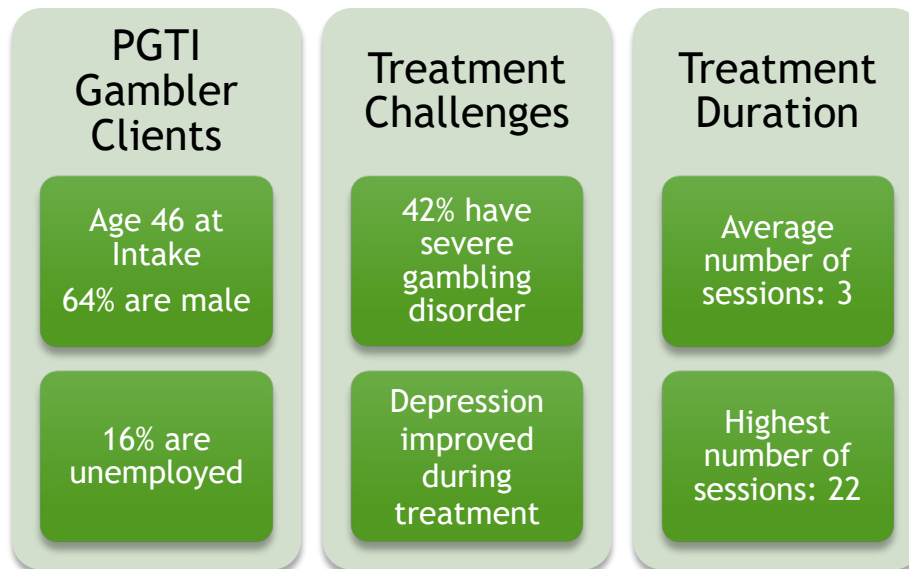 PGTI
Gambler
Clients
Age 46 at
Intake
64% are male
16% are
unemployed
Treatment
Challenges
42% have
severe
gambling
disorder
Depression
improved
during
treatment
Treatment
Duration
Average
number of
sessions: 3
Highest
number of
sessions: 22